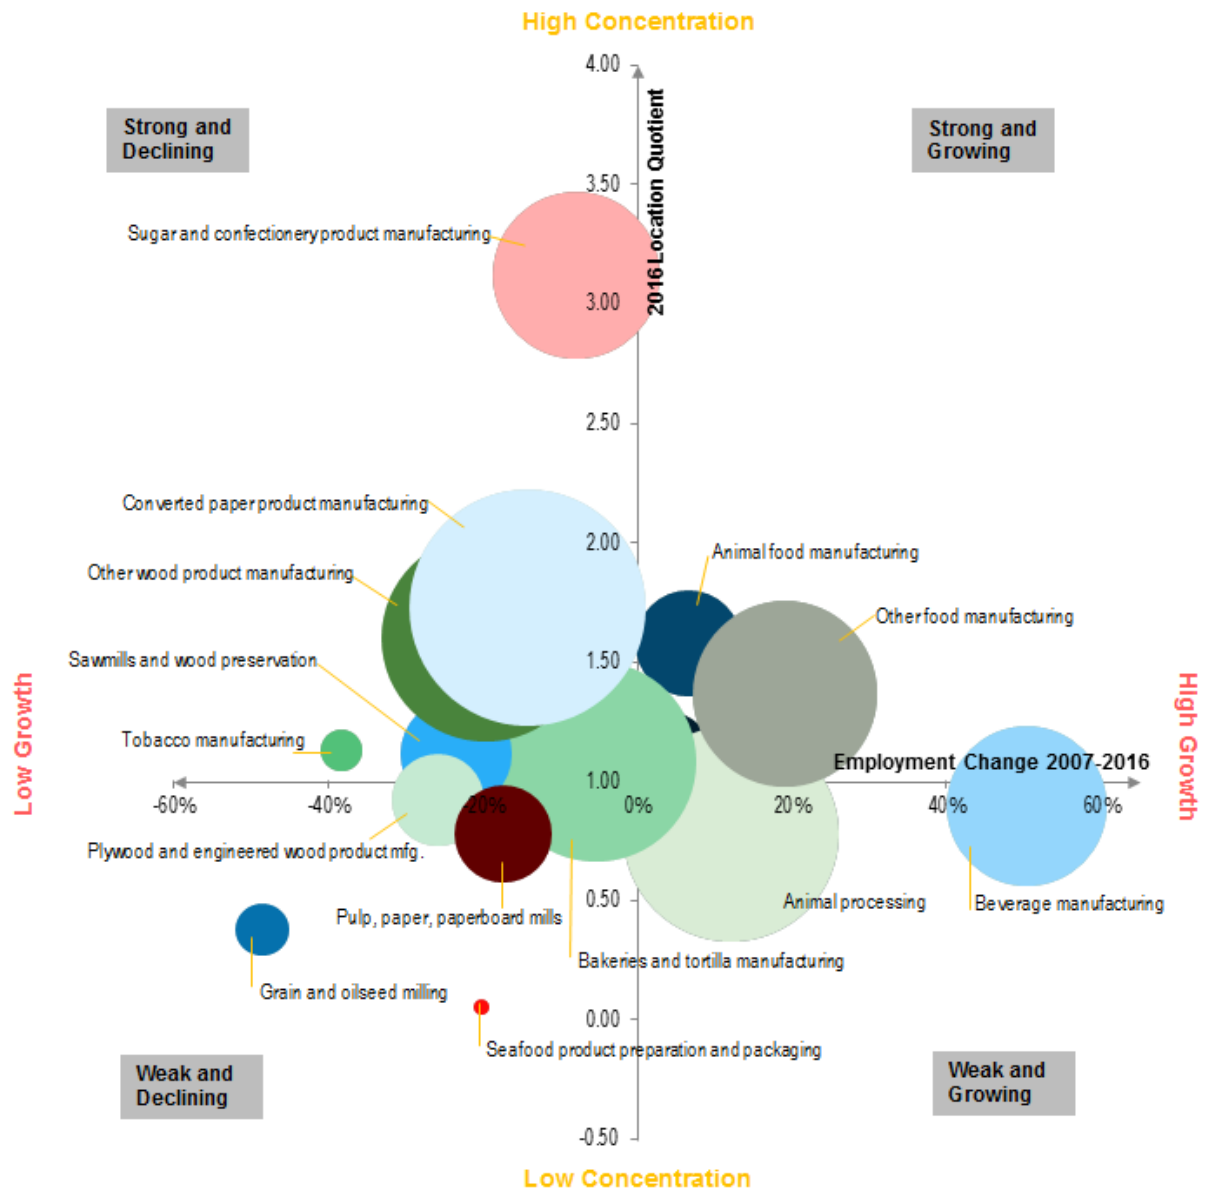 High Concentration
4.00
Strong and
Declining
Strong and
Growing
2016 Location Quotient
3.50
Sugar and confectionery product manufacturing
3.00
2.50
Converted paper product manufacturing
2.00
Animal food manufacturing
Other wood product manufacturing
Other food manufacturing
Sawmills and wood preservation
1.50
Low Growth
High Growth
Tobacco manufacturing
Employment Change 2007-2016
1.00
-60%
-40%
-20%
0%
20%
40%
60%
Plywood and engineered wood product mfg.
0.50
Animal processing
Beverage manufacturing
Pulp, paper, paperboard mills
Bakeries and tortilla manufacturing
Grain and oilseed milling
0.00
Seafood product preparation and packaging
Weak and
Declining
Weak and
Growing
-0.50
Low Concentration